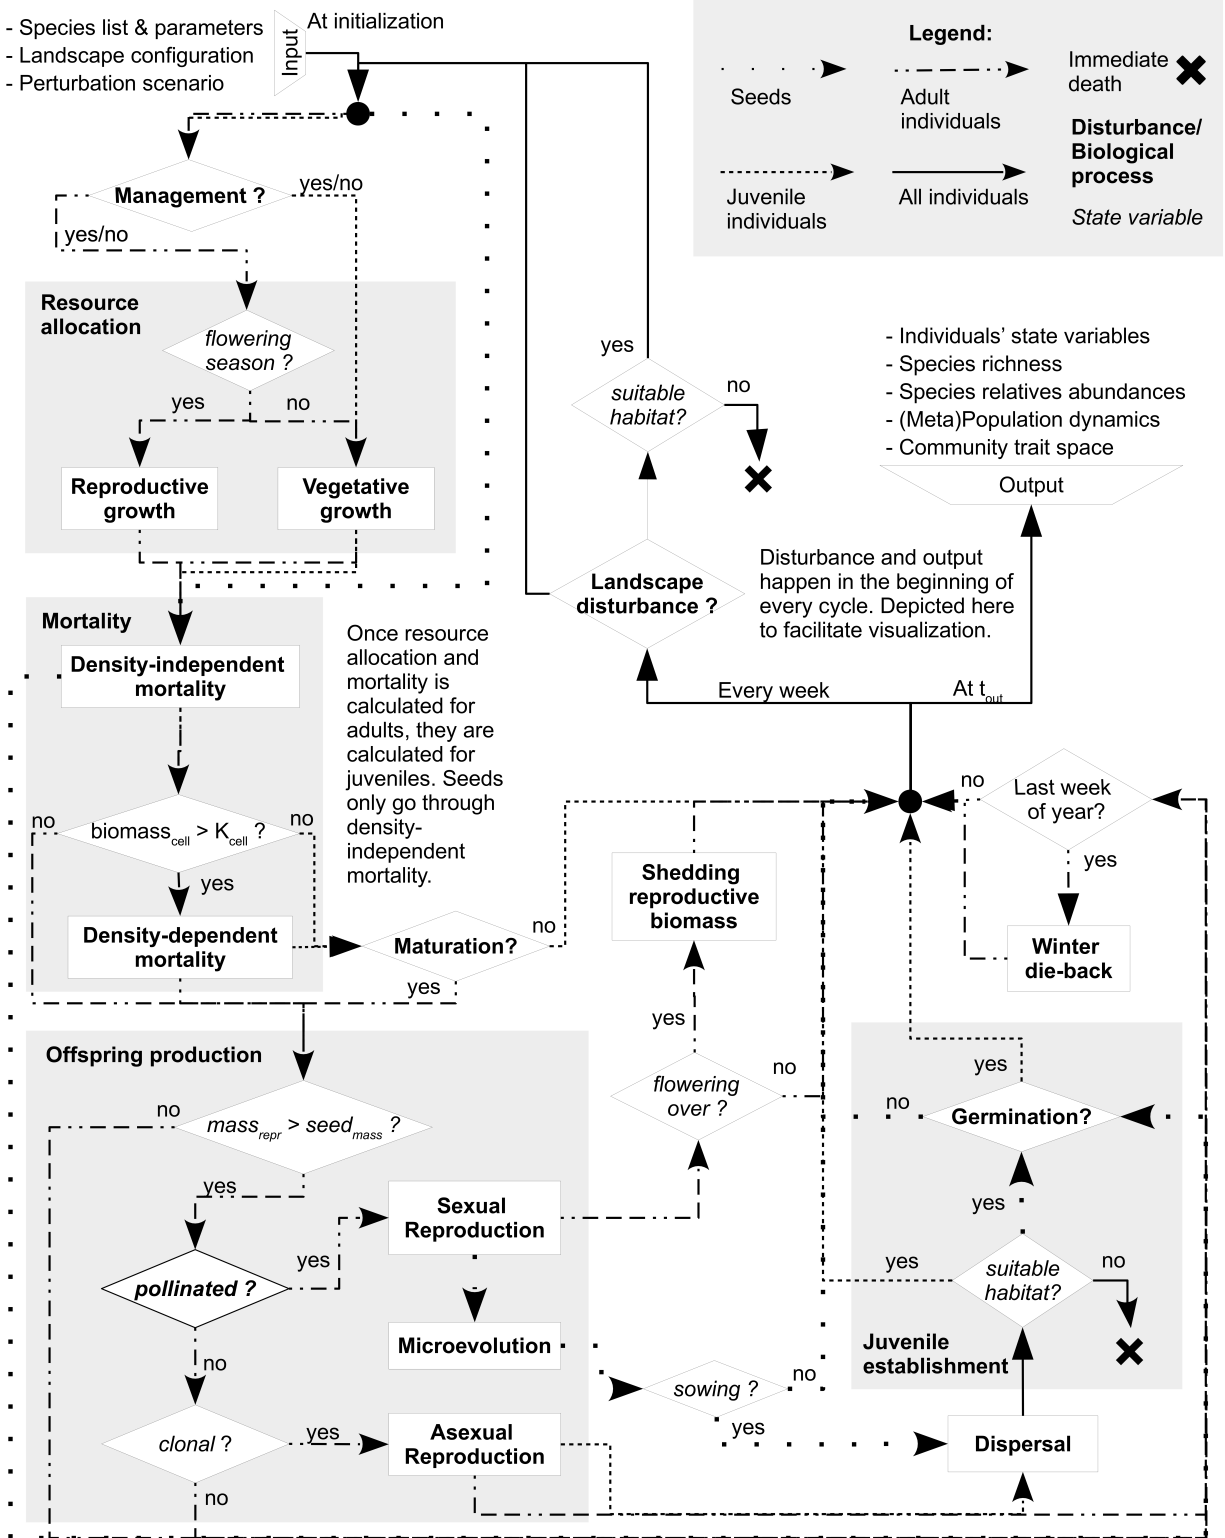 - Species list & parameters
- Landscape configuration
- Perturbation scenario
Input
At initialization
Legend:
Seeds
Adult
individuals
Immediate
death
Juvenile
individuals
All individuals
Disturbance/
Biological
process
State variable
Management ?
yes/no
yes/no
Resource
allocation
flowering
season ?
yes
no
Reproductive
growth
Vegetative
growth
yes
suitable
habitat?
no
- Individuals' state variables
- Species richness
- Species relatives abundances
- (Meta)Population dynamics
- Community trait space
Output
Landscape
disturbance ?
Disturbance and output
happen in the beginning of
every cycle. Depicted here
to facilitate visualization.
Every week
At tout
Mortality
Density-independent
mortality
Once resource
allocation and
mortality is
calculated for
adults, they are
calculated for
juveniles. Seeds
only go through
density-
independent
mortality.
no
biomasscell > Kcell ?
no
yes
Density-dependent
mortality
Maturation?
no
yes
Shedding
reproductive
biomass
yes
flowering
over ?
no
no
Last week
of year?
yes
Winter
die-back
Offspring production
no
massrepr > seedmass ?
yes
pollinated ?
yes
Sexual
Reproduction
Microevolution
no
clonal ?
yes
Asexual
Reproduction
no
sowing ?
no
yes
yes
no
Germination?
yes
yes
suitable
habitat?
no
Juvenile
establishment
Dispersal